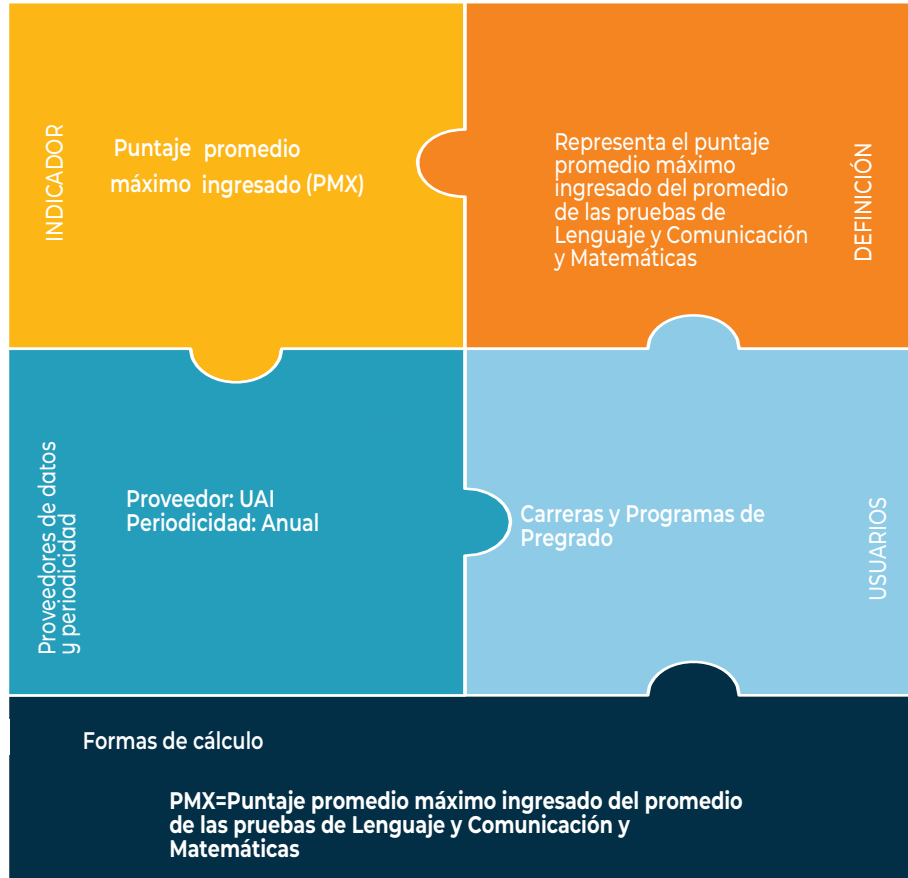 INDICADOR
Puntaje promedio
máximo ingresado (PMX)
Representa el puntaje
promedio máximo
ingresado del promedio
de las pruebas de
Lenguaje y Comunicación
y Matemáticas
DEFINICIÓN
Proveedores de datos
y periodicidad
Proveedor: UAI
Periodicidad: Anual
Carreras y Programas de
Pregrado
USUARIOS
Formas de cálculo
PMX=Puntaje promedio máximo ingresado del promedio
de las pruebas de Lenguaje y Comunicación y
Matemáticas